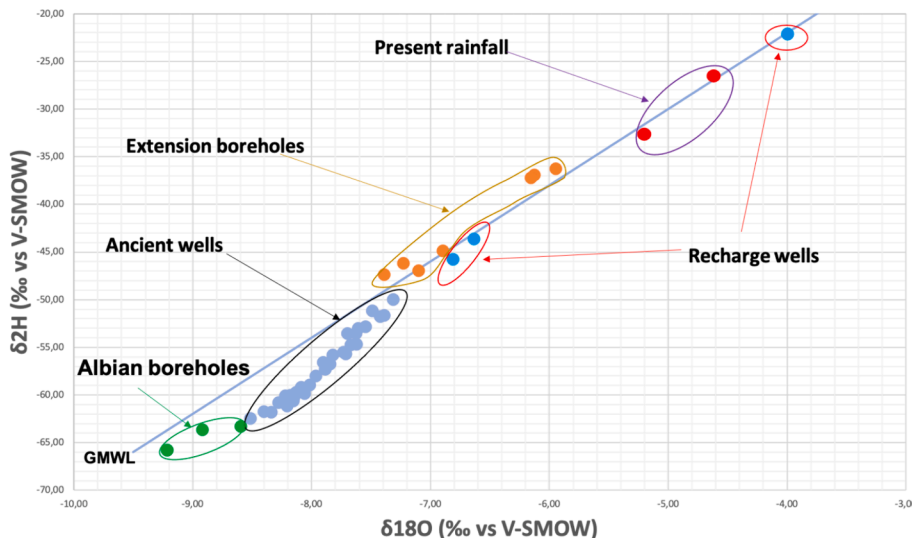 -20,00
-25,00
-30,00
-35,00
-40,00
-45,00
-50,00
-55,00
-60,00
-65,00
-70,00
δ2H (‰ vs V-SMOW)
Present rainfall
Extension boreholes
Ancient wells
Recharge wells
Albian boreholes
GMWL
-10,00 -9,00 -8,00 -7,00 -6,00 -5,00 -4,00 -3,0
δ18O (‰ vs V-SMOW)